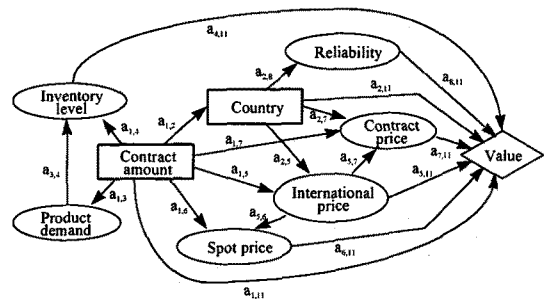 a4,11
Reliability
a2,8
a8,11
Inventory
level
Country
a2,11
a1,4
a1,2
a2,7
Contract
price
a1,7
a7,11
Value
a3,4
Contract
amount
a2,5
a5,7
a1,5
a5,11
a1,3
International
price
Product
demand
a1,6
a5,6
Spot price
a6,11
a1,11